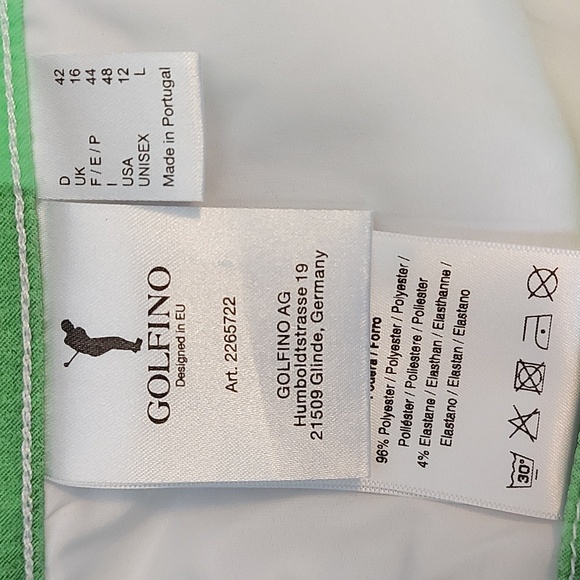 D 42
UK 16
F / E / P 44
I 48
USA 12
UNISEX L
Made in Portugal
GOLFINO
Designed in EU
Art. 2265722
GOLFINO AG
Humboldtstrasse 19
21509 Glinde, Germany
/ Forro
96% Polyester / Polyester / Polyester /
Poliéster / Poliestere / Poliéster
4% Elastane / Elasthan / Elasthanne /
Elastano / Elastan / Elastano
30°